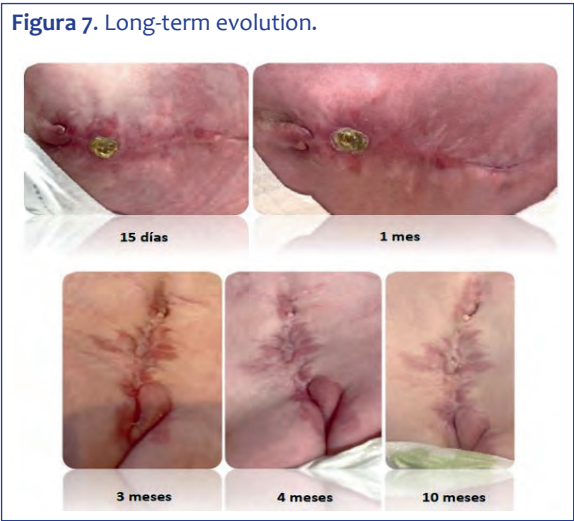 Figura 7. Long-term evolution.
15 días
1 mes
3 meses
4 meses
10 meses